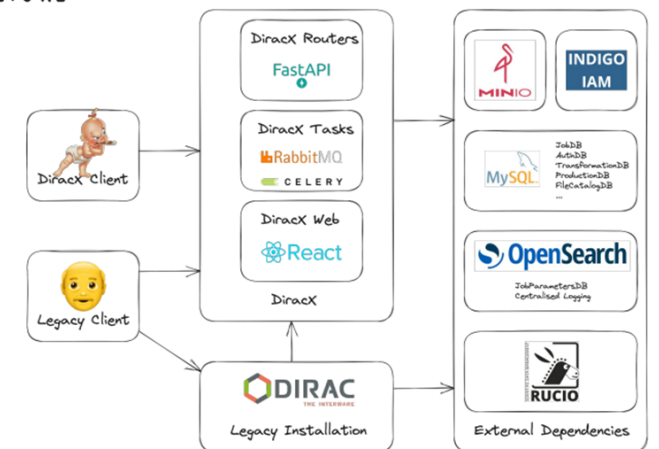 DiracX Client
Legacy Client
DiracX Routers
FastAPI
DiracX Tasks
RabbitMQ
CELERY
DiracX Web
React
DiracX
DIRAC
THE INTERWARE
Legacy Installation
MINIO
INDIGO
IAM
MySQL
JobDB
AuthDB
TransformationDB
ProductionDB
FileCatalogDB
...
OpenSearch
JobParametersDB
Centralised Logging
RUCIO
External Dependencies